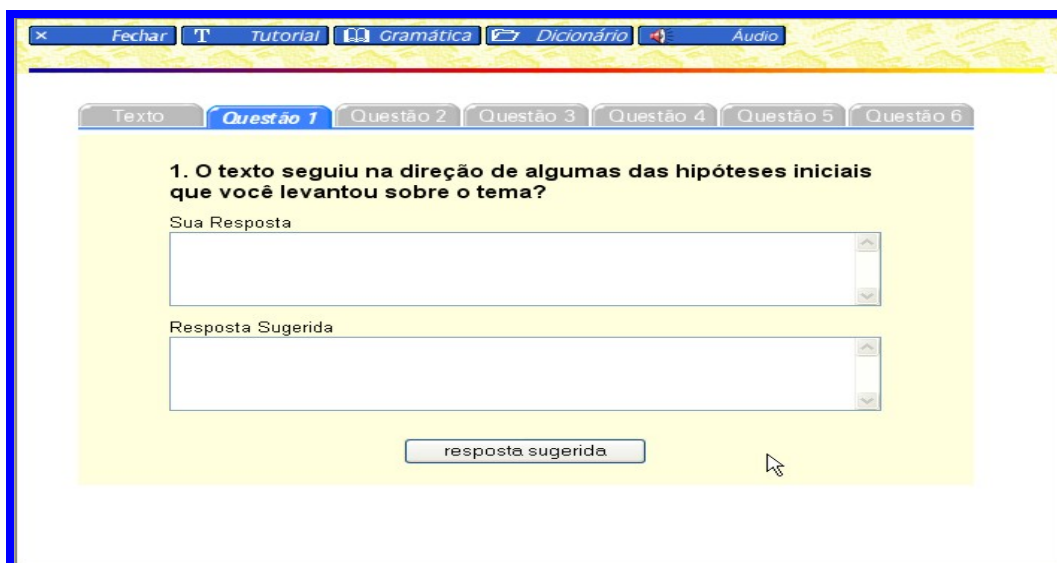 × Fechar T Tutorial Gramática Dicionário Áudio
Texto Questão 1 Questão 2 Questão 3 Questão 4 Questão 5 Questão 6
1. O texto seguiu na direção de algumas das hipóteses iniciais
que você levantou sobre o tema?
Sua Resposta
Resposta Sugerida
resposta sugerida